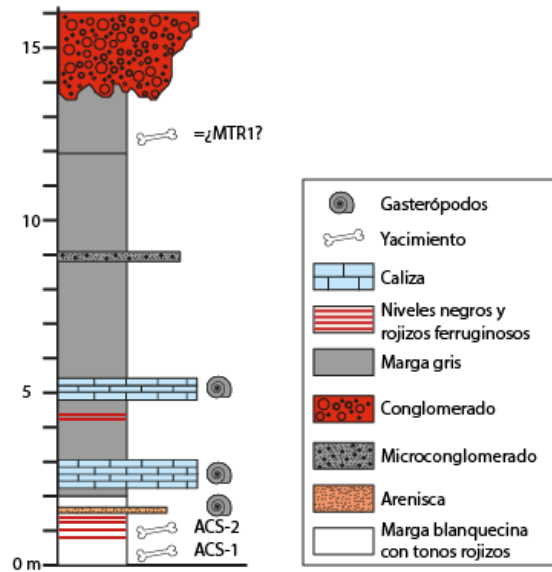 15
=¿MTR1?
10
5
ACS-2
ACS-1
0 m
Gasterópodos
Yacimiento
Caliza
Niveles negros y
rojizos ferruginosos
Marga gris
Conglomerado
Microconglomerado
Arenisca
Marga blanquecina
con tonos rojizos